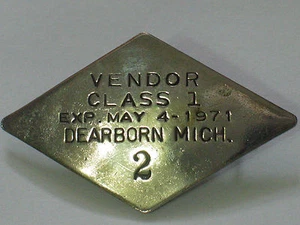 VENDOR
CLASS 1
EXP. MAY 4-1971
DEARBORN MICH.
2